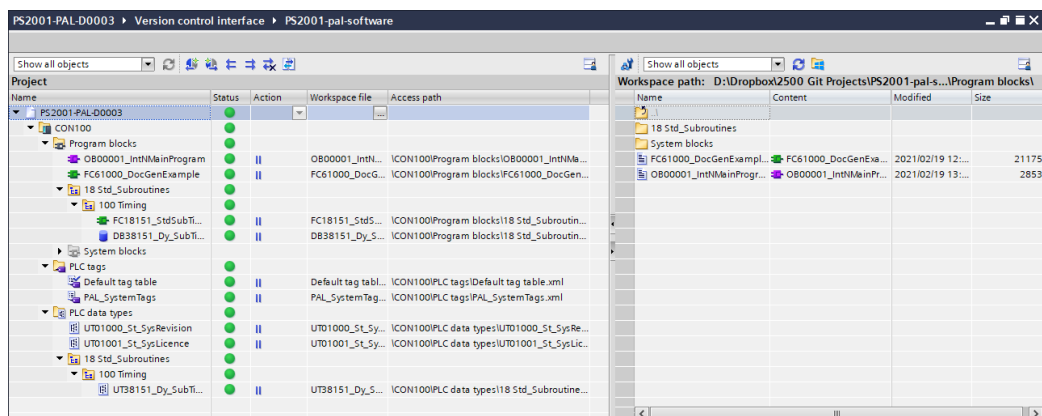 PS2001-PAL-D0003 ▸ Version control interface ▸ PS2001-pal-software
Show all objects
Show all objects
Project
Workspace path: D:\Dropbox\2500 Git Projects\PS2001-pal-s...\Program blocks\
Name Status Action Workspace file Access path
Name Content Modified Size
PS2001-PAL-D0003 ...
..\
CON100
18 Std_Subroutines
Program blocks
System blocks
OB00001_IntNMainProgram OB00001_IntN... \CON100\Program blocks\OB00001_IntNMa...
FC61000_DocGenExampl... FC61000_DocGenExa... 2021/02/19 12:... 21175
FC61000_DocGenExample FC61000_DocG... \CON100\Program blocks\FC61000_DocGen...
OB00001_IntNMainProgr... OB00001_IntNMainPr... 2021/02/19 13:... 2853
18 Std_Subroutines
100 Timing
FC18151_StdSubTi... FC18151_StdS... \CON100\Program blocks\18 Std_Subroutin...
DB38151_Dy_SubTi... DB38151_Dy_S... \CON100\Program blocks\18 Std_Subroutin...
System blocks
PLC tags
Default tag table Default tag tabl... \CON100\PLC tags\Default tag table.xml
PAL_SystemTags PAL_SystemTag... \CON100\PLC tags\PAL_SystemTags.xml
PLC data types
UT01000_St_SysRevision UT01000_St_Sy... \CON100\PLC data types\UT01000_St_SysRe...
UT01001_St_SysLicence UT01001_St_Sy... \CON100\PLC data types\UT01001_St_SysLic...
18 Std_Subroutines
100 Timing
UT38151_Dy_SubTi... UT38151_Dy_S... \CON100\PLC data types\18 Std_Subroutine...